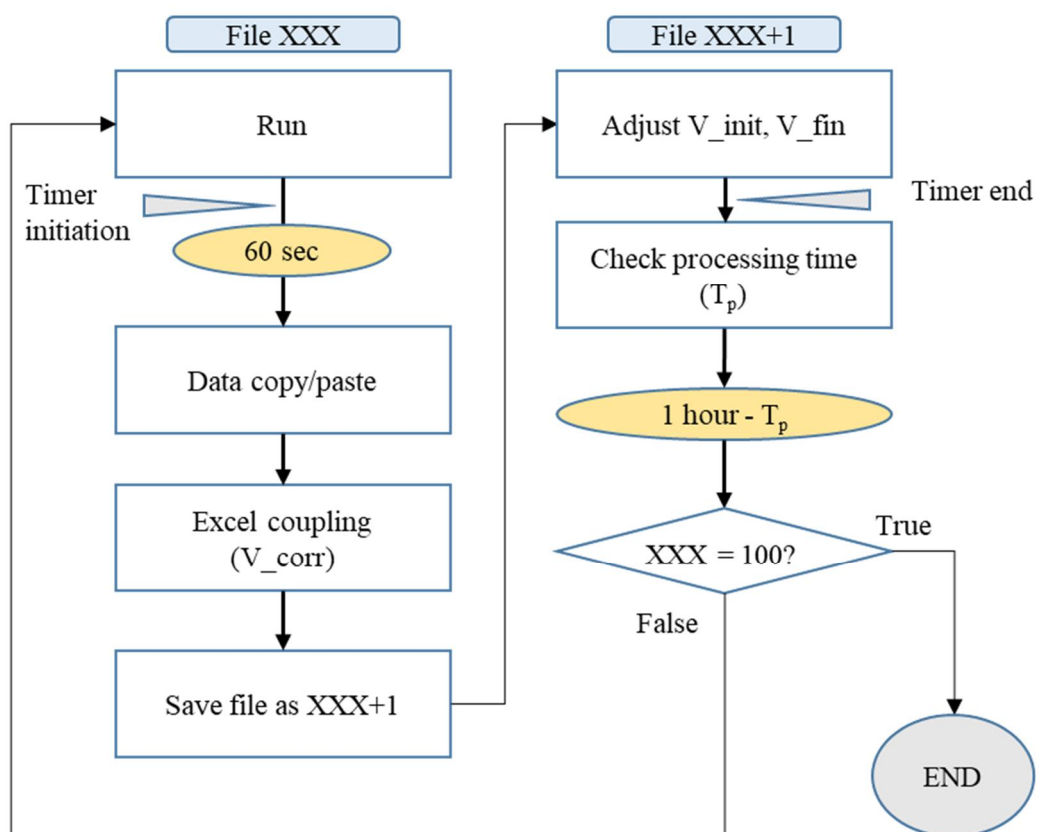 File XXX
Run
Timer
initiation
60 sec
Data copy/paste
Excel coupling
(V_corr)
Save file as XXX+1
File XXX+1
Adjust V_init, V_fin
Timer end
Check processing time
(Tₚ)
1 hour - Tₚ
XXX = 100?
True
False
END